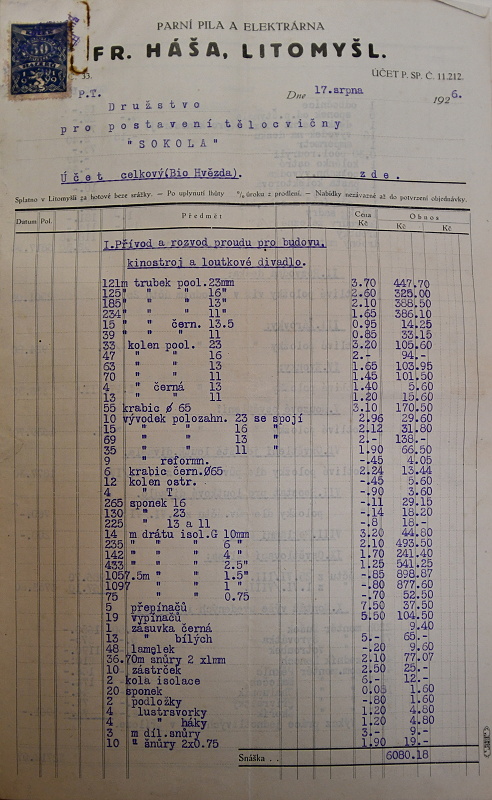 PARNÍ PILA A ELEKTRÁRNA
FR. HÁŠA, LITOMYŠL.
33.
ÚČET P. SP. Č. 11.212.
50
P.T.
Dne 17.srpna 1926.
Družstvo
pro postavení tělocvičny
"SOKOLA"
Účet celkový(Bio Hvězda). zde.
Splatno v Litomyšli za hotové beze srážky. — Po uplynutí lhůty % úroku z prodlení. — Nabídky nezávazné až do potvrzení objednávky.
Datum Pol. Předmět Cena Kč Obnos Kč Kč
I.Přívod a rozvod proudu pro budovu,
kinostroj a loutkové divadlo.
121m trubek pool.23mm 3.70 447.70
125" " " 16" 2.60 325.00
185" " " 13" 2.10 388.50
234" " " 11" 1.65 386.10
15 " " čern. 13.5 0.95 14.25
39 " " " 11 0.85 33.15
33 kolen pool. 23 3.20 105.60
47 " " 16 2.- 94.-
63 " " 13 1.65 103.95
70 " " 11 1.45 101.50
4 " černá 13 1.40 5.60
13 " " 11 1.20 15.60
55 krabic ø 65 3.10 170.50
10 vývodek polozahn. 23 se spojí 2.96 29.60
15 " " 16 " 2.12 31.80
69 " " 13 " 2.- 138.-
35 " " 11 " 1.90 66.50
9 " reformn. -.45 4.05
6 krabic čern.ø65 2.24 13.44
12 kolen ostr. -.45 5.60
4 " T -.90 3.60
265 sponek 16 -.11 29.15
130 " 23 -.14 18.20
225 " 13 a 11 -.8 18.-
14 m drátu isol.G 10mm 3.20 44.80
235 " " " 6 " 2.10 493.50
142 " " " 4 " 1.70 241.40
433 " " " 2.5" 1.25 541.25
1057.5m " " 1.5" -.85 898.87
1097 " " " 1 " -.80 877.60
75 " " " 0.75 -.70 52.50
5 přepínačů 7.50 37.50
19 vypínačů 5.50 104.50
1 zásuvka černá 9.40
13 " bílých 5.- 65.-
48 lamelek -.20 9.60
36.70m snůry 2 x1mm 2.10 77.07
10 zástrček 2.50 25.-
2 kola isolace 6.- 12.-
20 sponek 0.08 1.60
2 podložky -.80 1.60
4 lustrsvorky 1.20 4.80
4 " háky 1.20 4.80
3 m díl.snůry 3.- 9.-
10 " šnůry 2x0.75 1.90 19.-
Snáška . . 6080.18